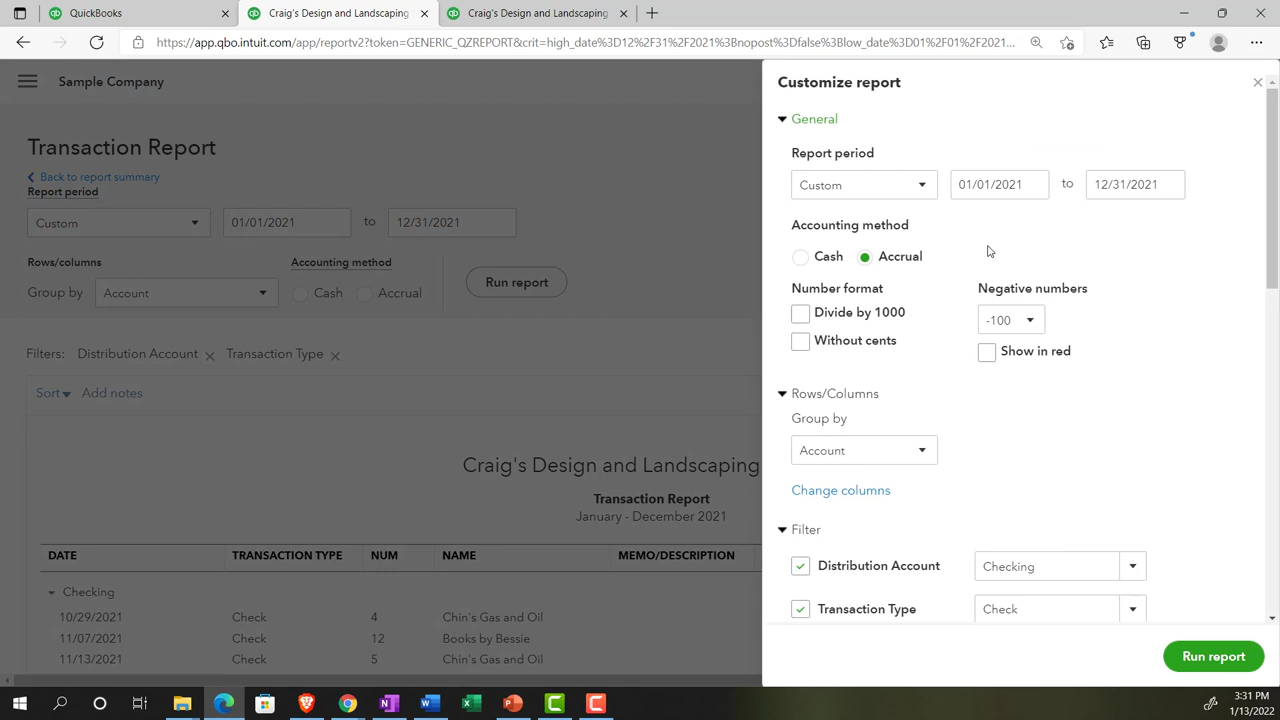 QuickBooks
Craig's Design and Landscaping
Craig's Design and Landscaping
https://app.qbo.intuit.com/app/reportv2?token=GENERIC_QZREPORT&crit=high_date%3D12%2F31%2F2021%3Bnopost%3Dfalse%3Blow_date%3D01%2F01%2F2021...
Sample Company
Transaction Report
Back to report summary
Report period
Custom
01/01/2021
to
12/31/2021
Rows/columns
Accounting method
Group by
Account
Cash
Accrual
Run report
Filters:
Distribution Account
Transaction Type
Sort
Add notes
Craig's Design and Landscaping
Transaction Report
January - December 2021
DATE TRANSACTION TYPE NUM NAME MEMO/DESCRIPTION
Checking
10/29/2021 Check 4 Chin's Gas and Oil
11/07/2021 Check 12 Books by Bessie
11/13/2021 Check 5 Chin's Gas and Oil
Customize report
General
Report period
Custom
01/01/2021
to
12/31/2021
Accounting method
Cash
Accrual
Number format
Negative numbers
Divide by 1000
-100
Without cents
Show in red
Rows/Columns
Group by
Account
Change columns
Filter
Distribution Account
Checking
Transaction Type
Check
Run report
3:31 PM
1/13/2022